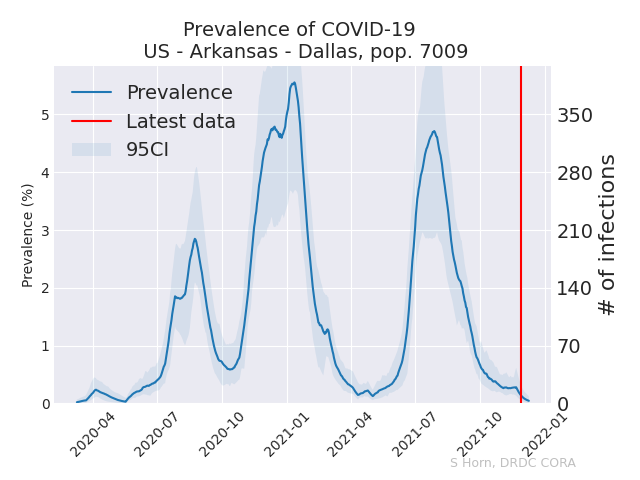 Prevalence of COVID-19
US - Arkansas - Dallas, pop. 7009
Prevalence
Latest data
95CI
Prevalence (%)
5
4
3
2
1
0
350
280
210
140
70
0
# of infections
2020-04
2020-07
2020-10
2021-01
2021-04
2021-07
2021-10
2022-01
S Horn, DRDC CORA